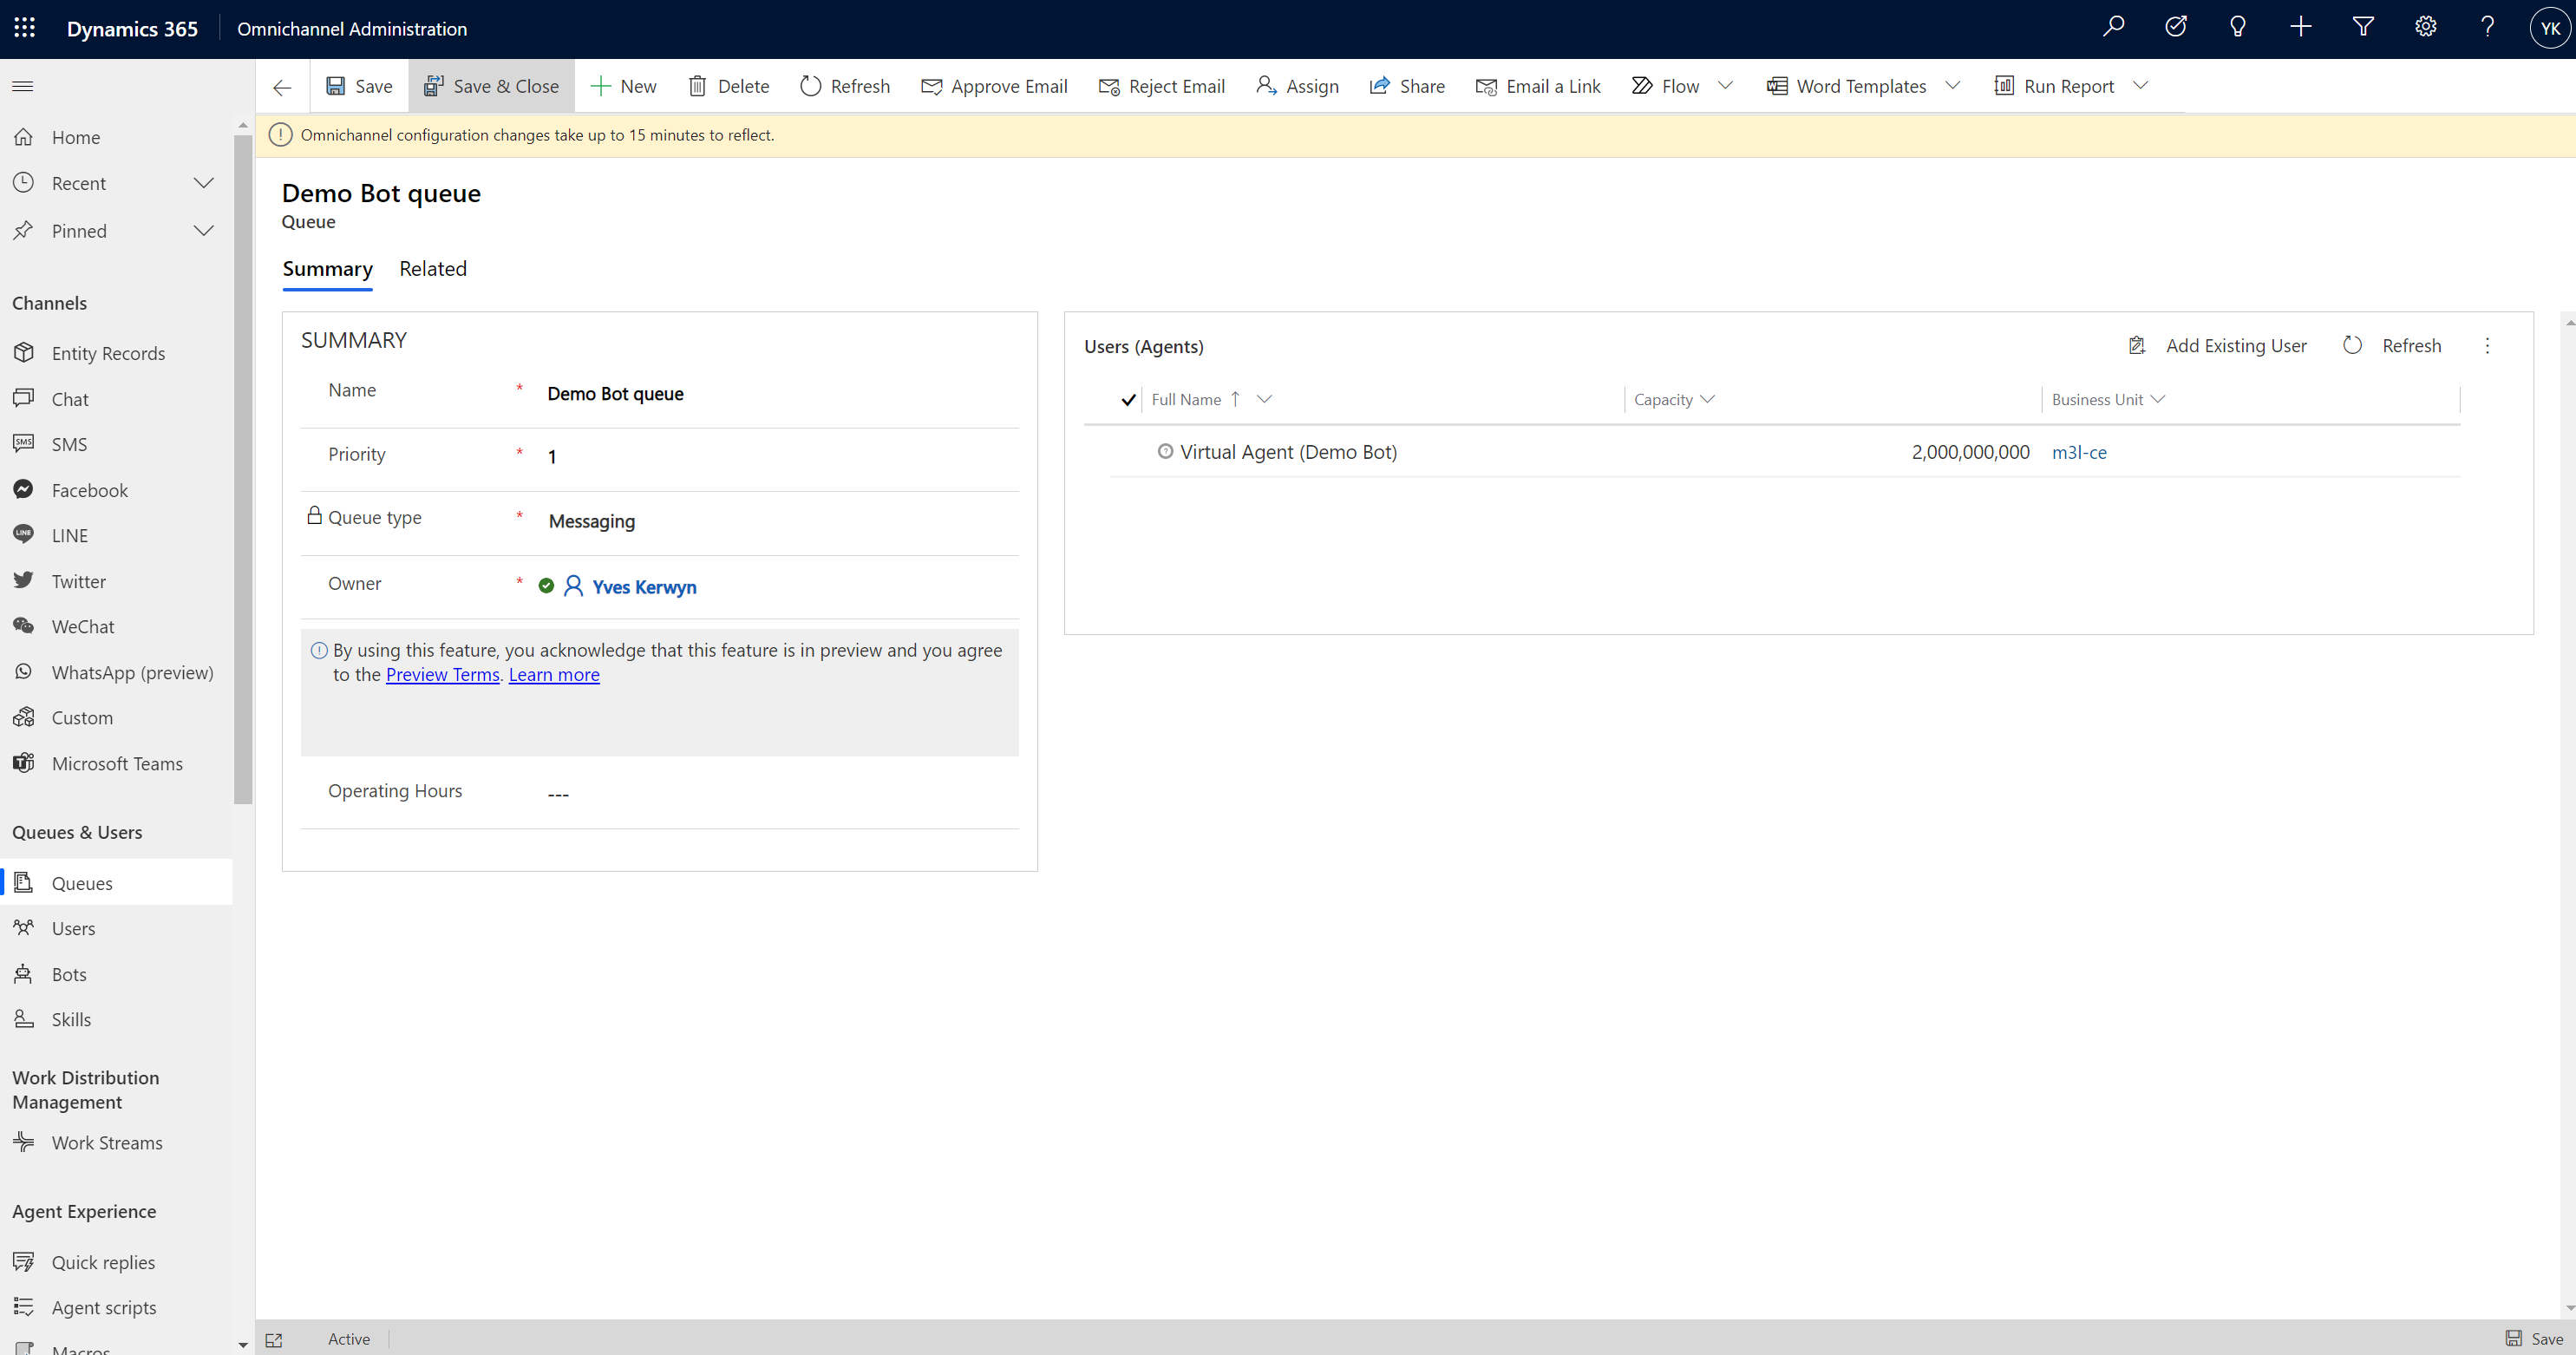 Dynamics 365
Omnichannel Administration
YK
Save
Save & Close
New
Delete
Refresh
Approve Email
Reject Email
Assign
Share
Email a Link
Flow
Word Templates
Run Report
Omnichannel configuration changes take up to 15 minutes to reflect.
Home
Recent
Pinned
Channels
Entity Records
Chat
SMS
SMS
Facebook
LINE
LINE
Twitter
WeChat
WhatsApp (preview)
Custom
Microsoft Teams
Queues & Users
Queues
Users
Bots
Skills
Work Distribution
Management
Work Streams
Agent Experience
Quick replies
Agent scripts
Macros
Demo Bot queue
Queue
Summary
Related
SUMMARY
Name * Demo Bot queue
Priority * 1
Queue type * Messaging
Owner * Yves Kerwyn
By using this feature, you acknowledge that this feature is in preview and you agree
to the Preview Terms. Learn more
Operating Hours ---
Users (Agents)
Add Existing User
Refresh
Full Name
Capacity
Business Unit
Virtual Agent (Demo Bot)
2,000,000,000
m3l-ce
Active
Save